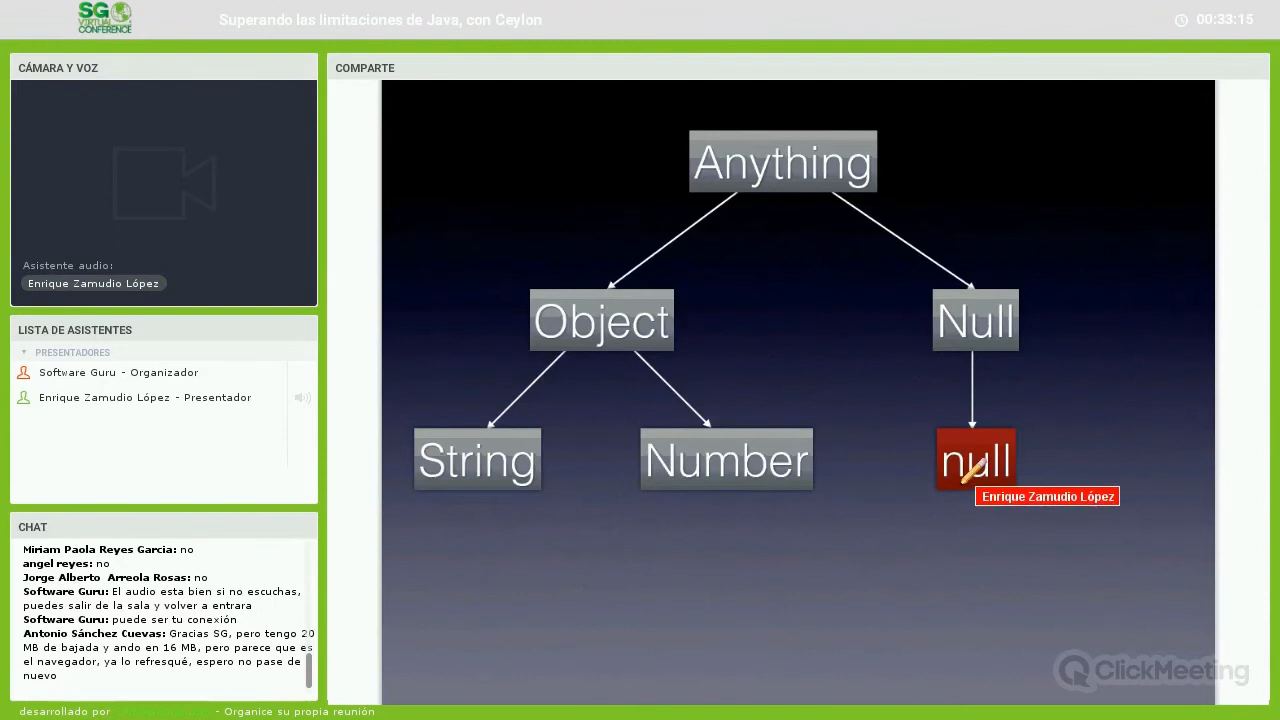 SG
VIRTUAL
CONFERENCE
Superando las limitaciones de Java, con Ceylon
00:33:15
CÁMARA Y VOZ
Asistente audio:
Enrique Zamudio López
LISTA DE ASISTENTES
PRESENTADORES
Software Guru - Organizador
Enrique Zamudio López - Presentador
CHAT
Miriam Paola Reyes Garcia: no
angel reyes: no
Jorge Alberto Arreola Rosas: no
Software Guru: El audio esta bien si no escuchas,
puedes salir de la sala y volver a entrara
Software Guru: puede ser tu conexión
Antonio Sánchez Cuevas: Gracias SG, pero tengo 20
MB de bajada y ando en 16 MB, pero parece que es
el navegador, ya lo refresqué, espero no pase de
nuevo
COMPARTE
Anything
Object
Null
String
Number
null
Enrique Zamudio López
ClickMeeting
desarrollado por
- Organice su propia reunión